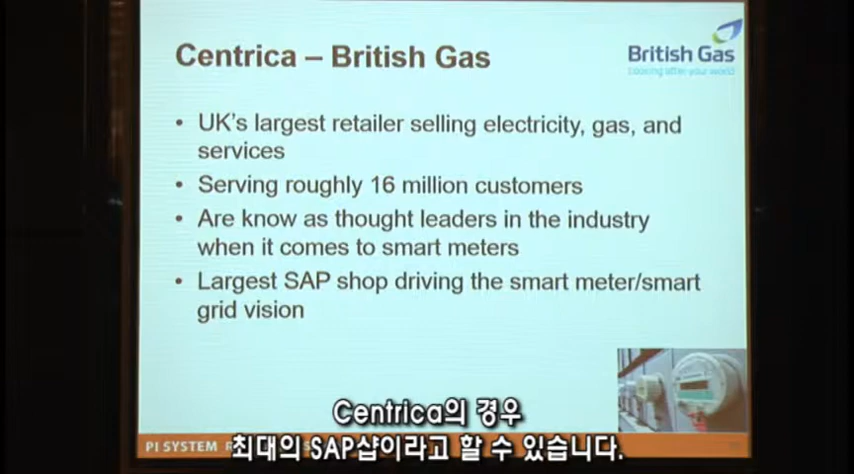 Centrica – British Gas
British Gas
Looking after your world
UK's largest retailer selling electricity, gas, and
services
Serving roughly 16 million customers
Are know as thought leaders in the industry
when it comes to smart meters
Largest SAP shop driving the smart meter/smart
grid vision
Centrica의 경우
PI SYSTEM
최대의 SAP샵이라고 할 수 있습니다.